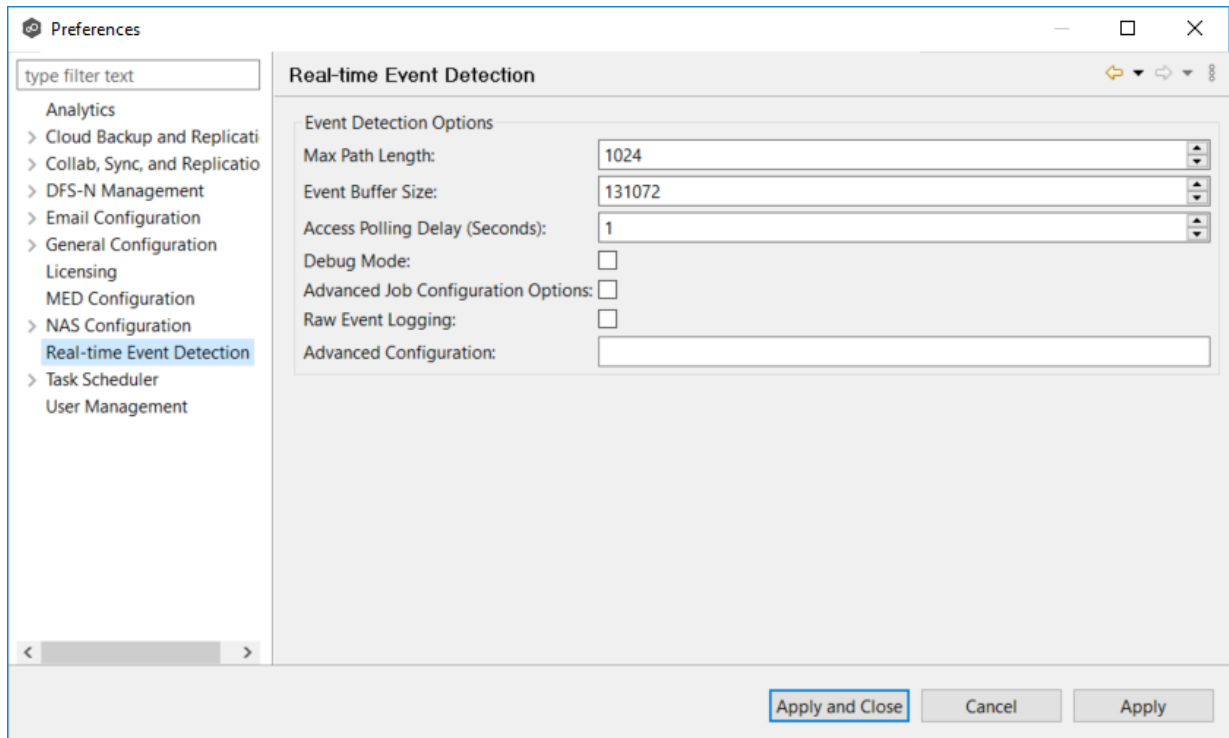 Preferences
type filter text
Analytics
Cloud Backup and Replicati
Collab, Sync, and Replicatio
DFS-N Management
Email Configuration
General Configuration
Licensing
MED Configuration
NAS Configuration
Real-time Event Detection
Task Scheduler
User Management
Real-time Event Detection
Event Detection Options
Max Path Length: 1024
Event Buffer Size: 131072
Access Polling Delay (Seconds): 1
Debug Mode:
Advanced Job Configuration Options:
Raw Event Logging:
Advanced Configuration:
Apply and Close Cancel Apply